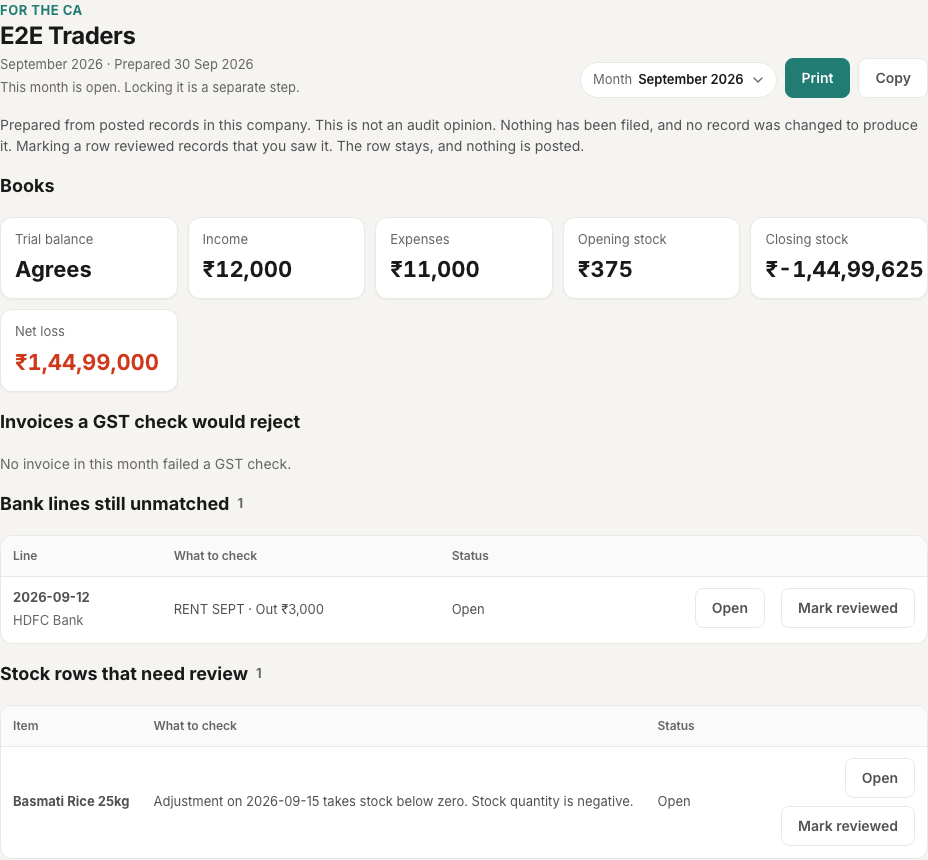 FOR THE CA
E2E Traders
September 2026 · Prepared 30 Sep 2026
This month is open. Locking it is a separate step.
Month September 2026
Print
Copy
Prepared from posted records in this company. This is not an audit opinion. Nothing has been filed, and no record was changed to produce
it. Marking a row reviewed records that you saw it. The row stays, and nothing is posted.
Books
Trial balance
Agrees
Income
₹12,000
Expenses
₹11,000
Opening stock
₹375
Closing stock
₹-1,44,99,625
Net loss
₹1,44,99,000
Invoices a GST check would reject
No invoice in this month failed a GST check.
Bank lines still unmatched 1
Line What to check Status
2026-09-12
HDFC Bank
RENT SEPT · Out ₹3,000
Open
Open
Mark reviewed
Stock rows that need review 1
Item What to check Status
Basmati Rice 25kg
Adjustment on 2026-09-15 takes stock below zero. Stock quantity is negative.
Open
Open
Mark reviewed